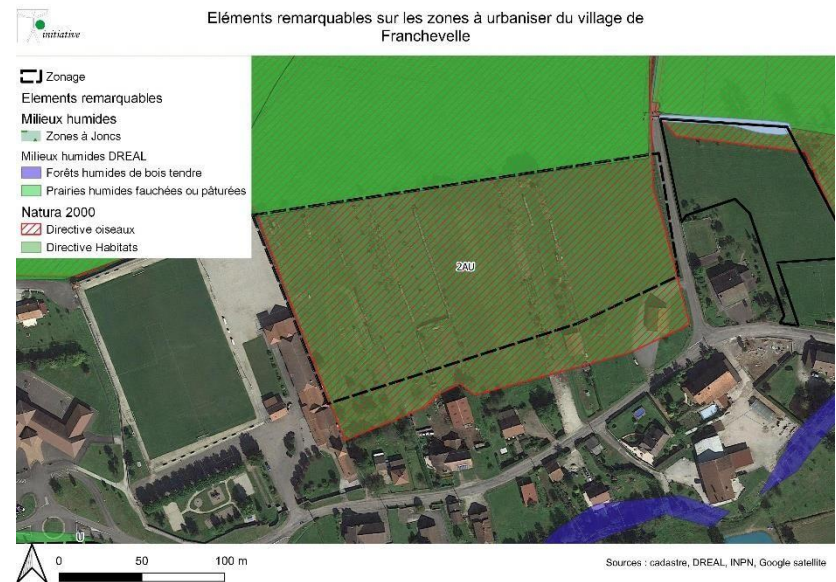 Eléments remarquables sur les zones à urbaniser du village de
Franchevelle
initiative
Zonage
Elements remarquables
Milieux humides
Zones à Joncs
Milieux humides DREAL
Forêts humides de bois tendre
Prairies humides fauchées ou pâturées
Natura 2000
Directive oiseaux
Directive Habitats
2AU
U
0 50 100 m
Sources : cadastre, DREAL, INPN, Google satellite